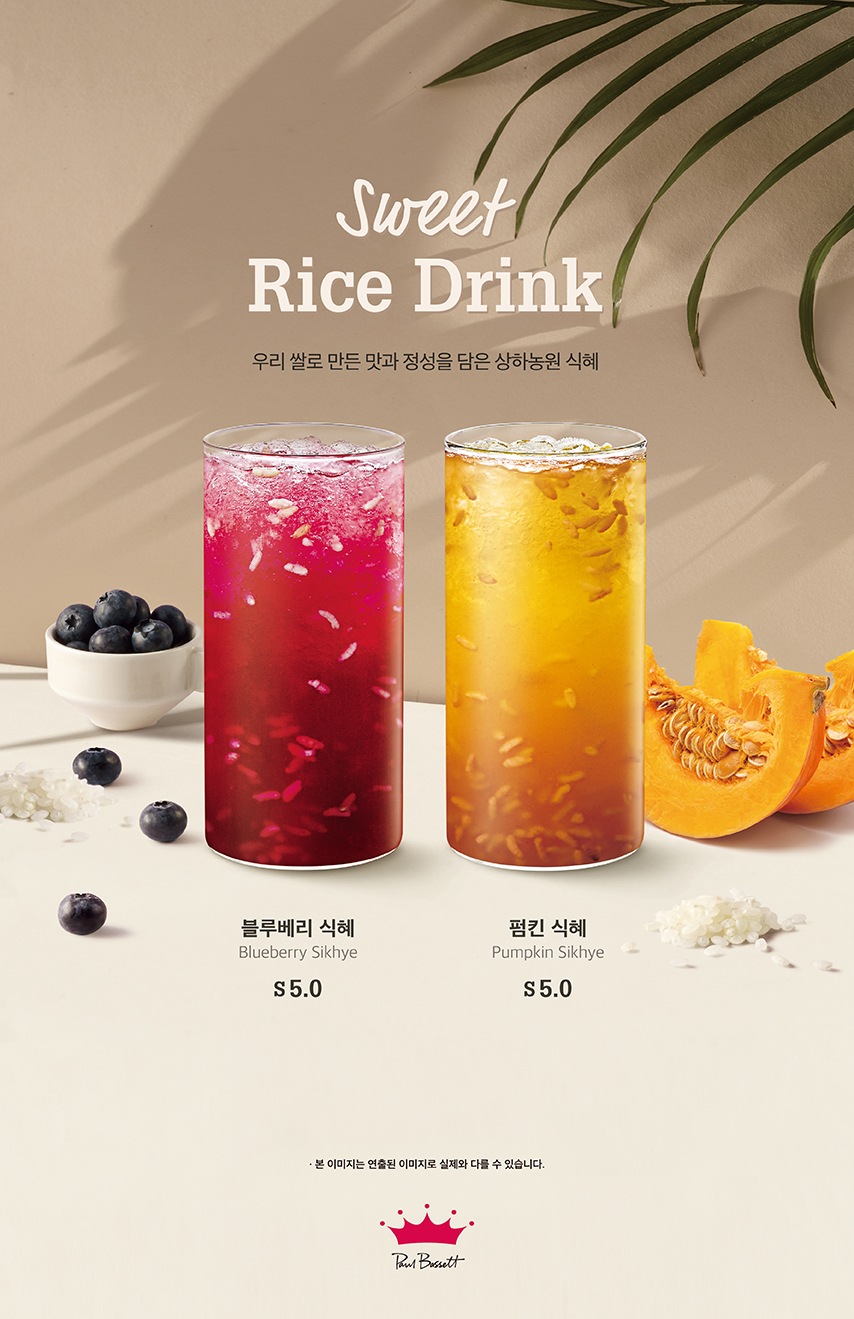 Sweet
Rice Drink
우리 쌀로 만든 맛과 정성을 담은 상하농원 식혜
블루베리 식혜
Blueberry Sikhye
S 5.0
펌킨 식혜
Pumpkin Sikhye
S 5.0
· 본 이미지는 연출된 이미지로 실제와 다를 수 있습니다.
Paul Bassett